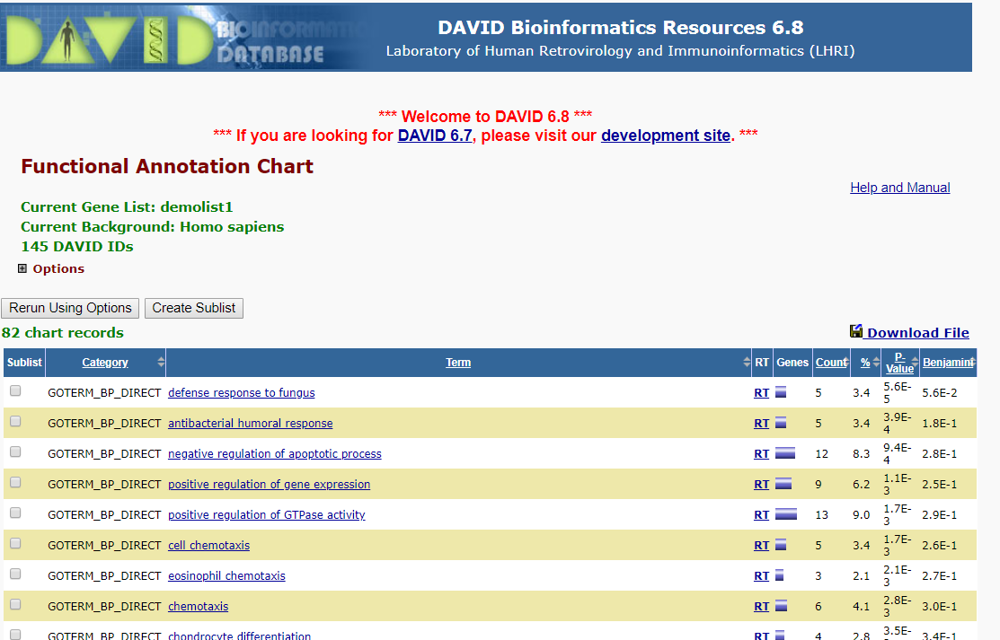 DAVID BIOINFORMATICS DATABASE
DAVID Bioinformatics Resources 6.8
Laboratory of Human Retrovirology and Immunoinformatics (LHRI)
*** Welcome to DAVID 6.8 ***
*** If you are looking for DAVID 6.7, please visit our development site. ***
Functional Annotation Chart
Help and Manual
Current Gene List: demolist1
Current Background: Homo sapiens
145 DAVID IDs
Options
Rerun Using Options Create Sublist
82 chart records Download File
Sublist Category Term RT Genes Count % P-Value Benjamini
GOTERM_BP_DIRECT defense response to fungus RT 5 3.4 5.6E-5 5.6E-2
GOTERM_BP_DIRECT antibacterial humoral response RT 5 3.4 3.9E-4 1.8E-1
GOTERM_BP_DIRECT negative regulation of apoptotic process RT 12 8.3 9.4E-4 2.8E-1
GOTERM_BP_DIRECT positive regulation of gene expression RT 9 6.2 1.1E-3 2.5E-1
GOTERM_BP_DIRECT positive regulation of GTPase activity RT 13 9.0 1.7E-3 2.9E-1
GOTERM_BP_DIRECT cell chemotaxis RT 5 3.4 1.7E-3 2.6E-1
GOTERM_BP_DIRECT eosinophil chemotaxis RT 3 2.1 2.1E-3 2.7E-1
GOTERM_BP_DIRECT chemotaxis RT 6 4.1 2.8E-3 3.0E-1
GOTERM_BP_DIRECT chondrocyte differentiation RT 4 2.8 3.5E- 3.4E-1